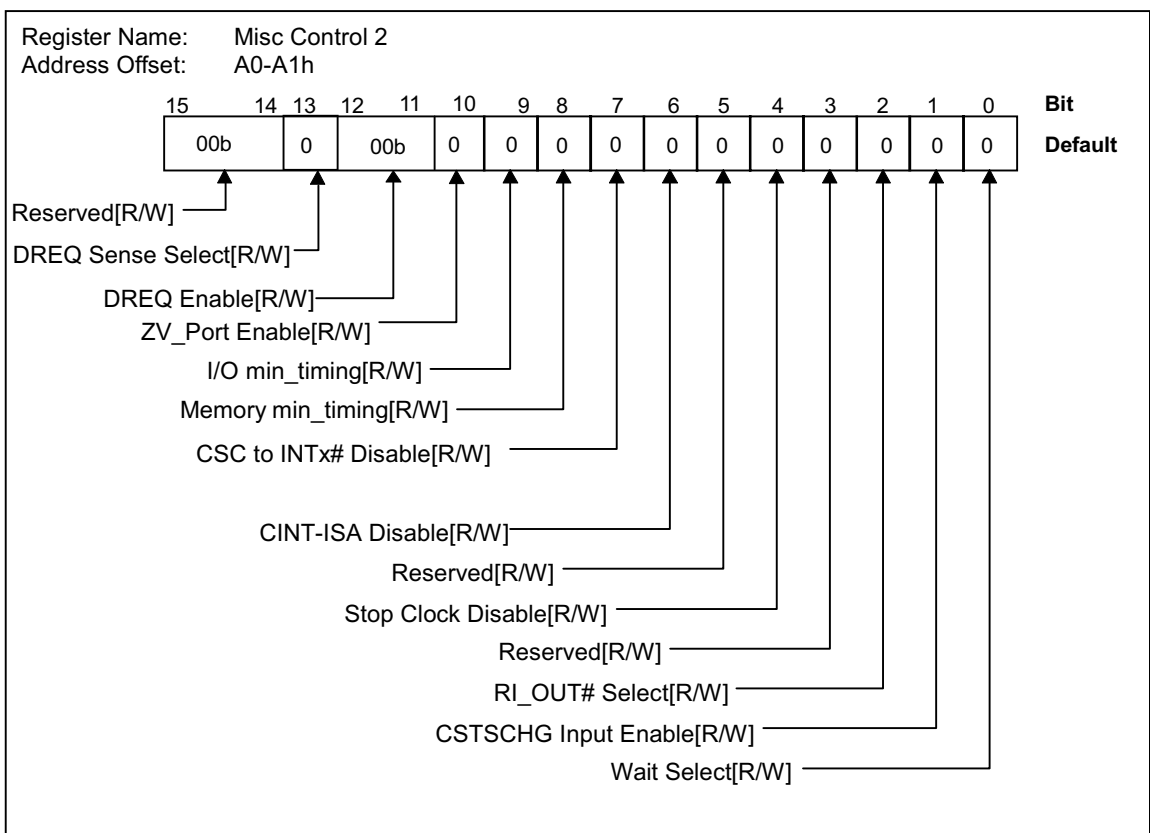 Register Name: Misc Control 2
Address Offset: A0-A1h
15 14 13 12 11 10 9 8 7 6 5 4 3 2 1 0 Bit
00b 0 00b 0 0 0 0 0 0 0 0 0 0 0 Default
Reserved[R/W]
DREQ Sense Select[R/W]
DREQ Enable[R/W]
ZV_Port Enable[R/W]
I/O min_timing[R/W]
Memory min_timing[R/W]
CSC to INTx# Disable[R/W]
CINT-ISA Disable[R/W]
Reserved[R/W]
Stop Clock Disable[R/W]
Reserved[R/W]
RI_OUT# Select[R/W]
CSTSCHG Input Enable[R/W]
Wait Select[R/W]